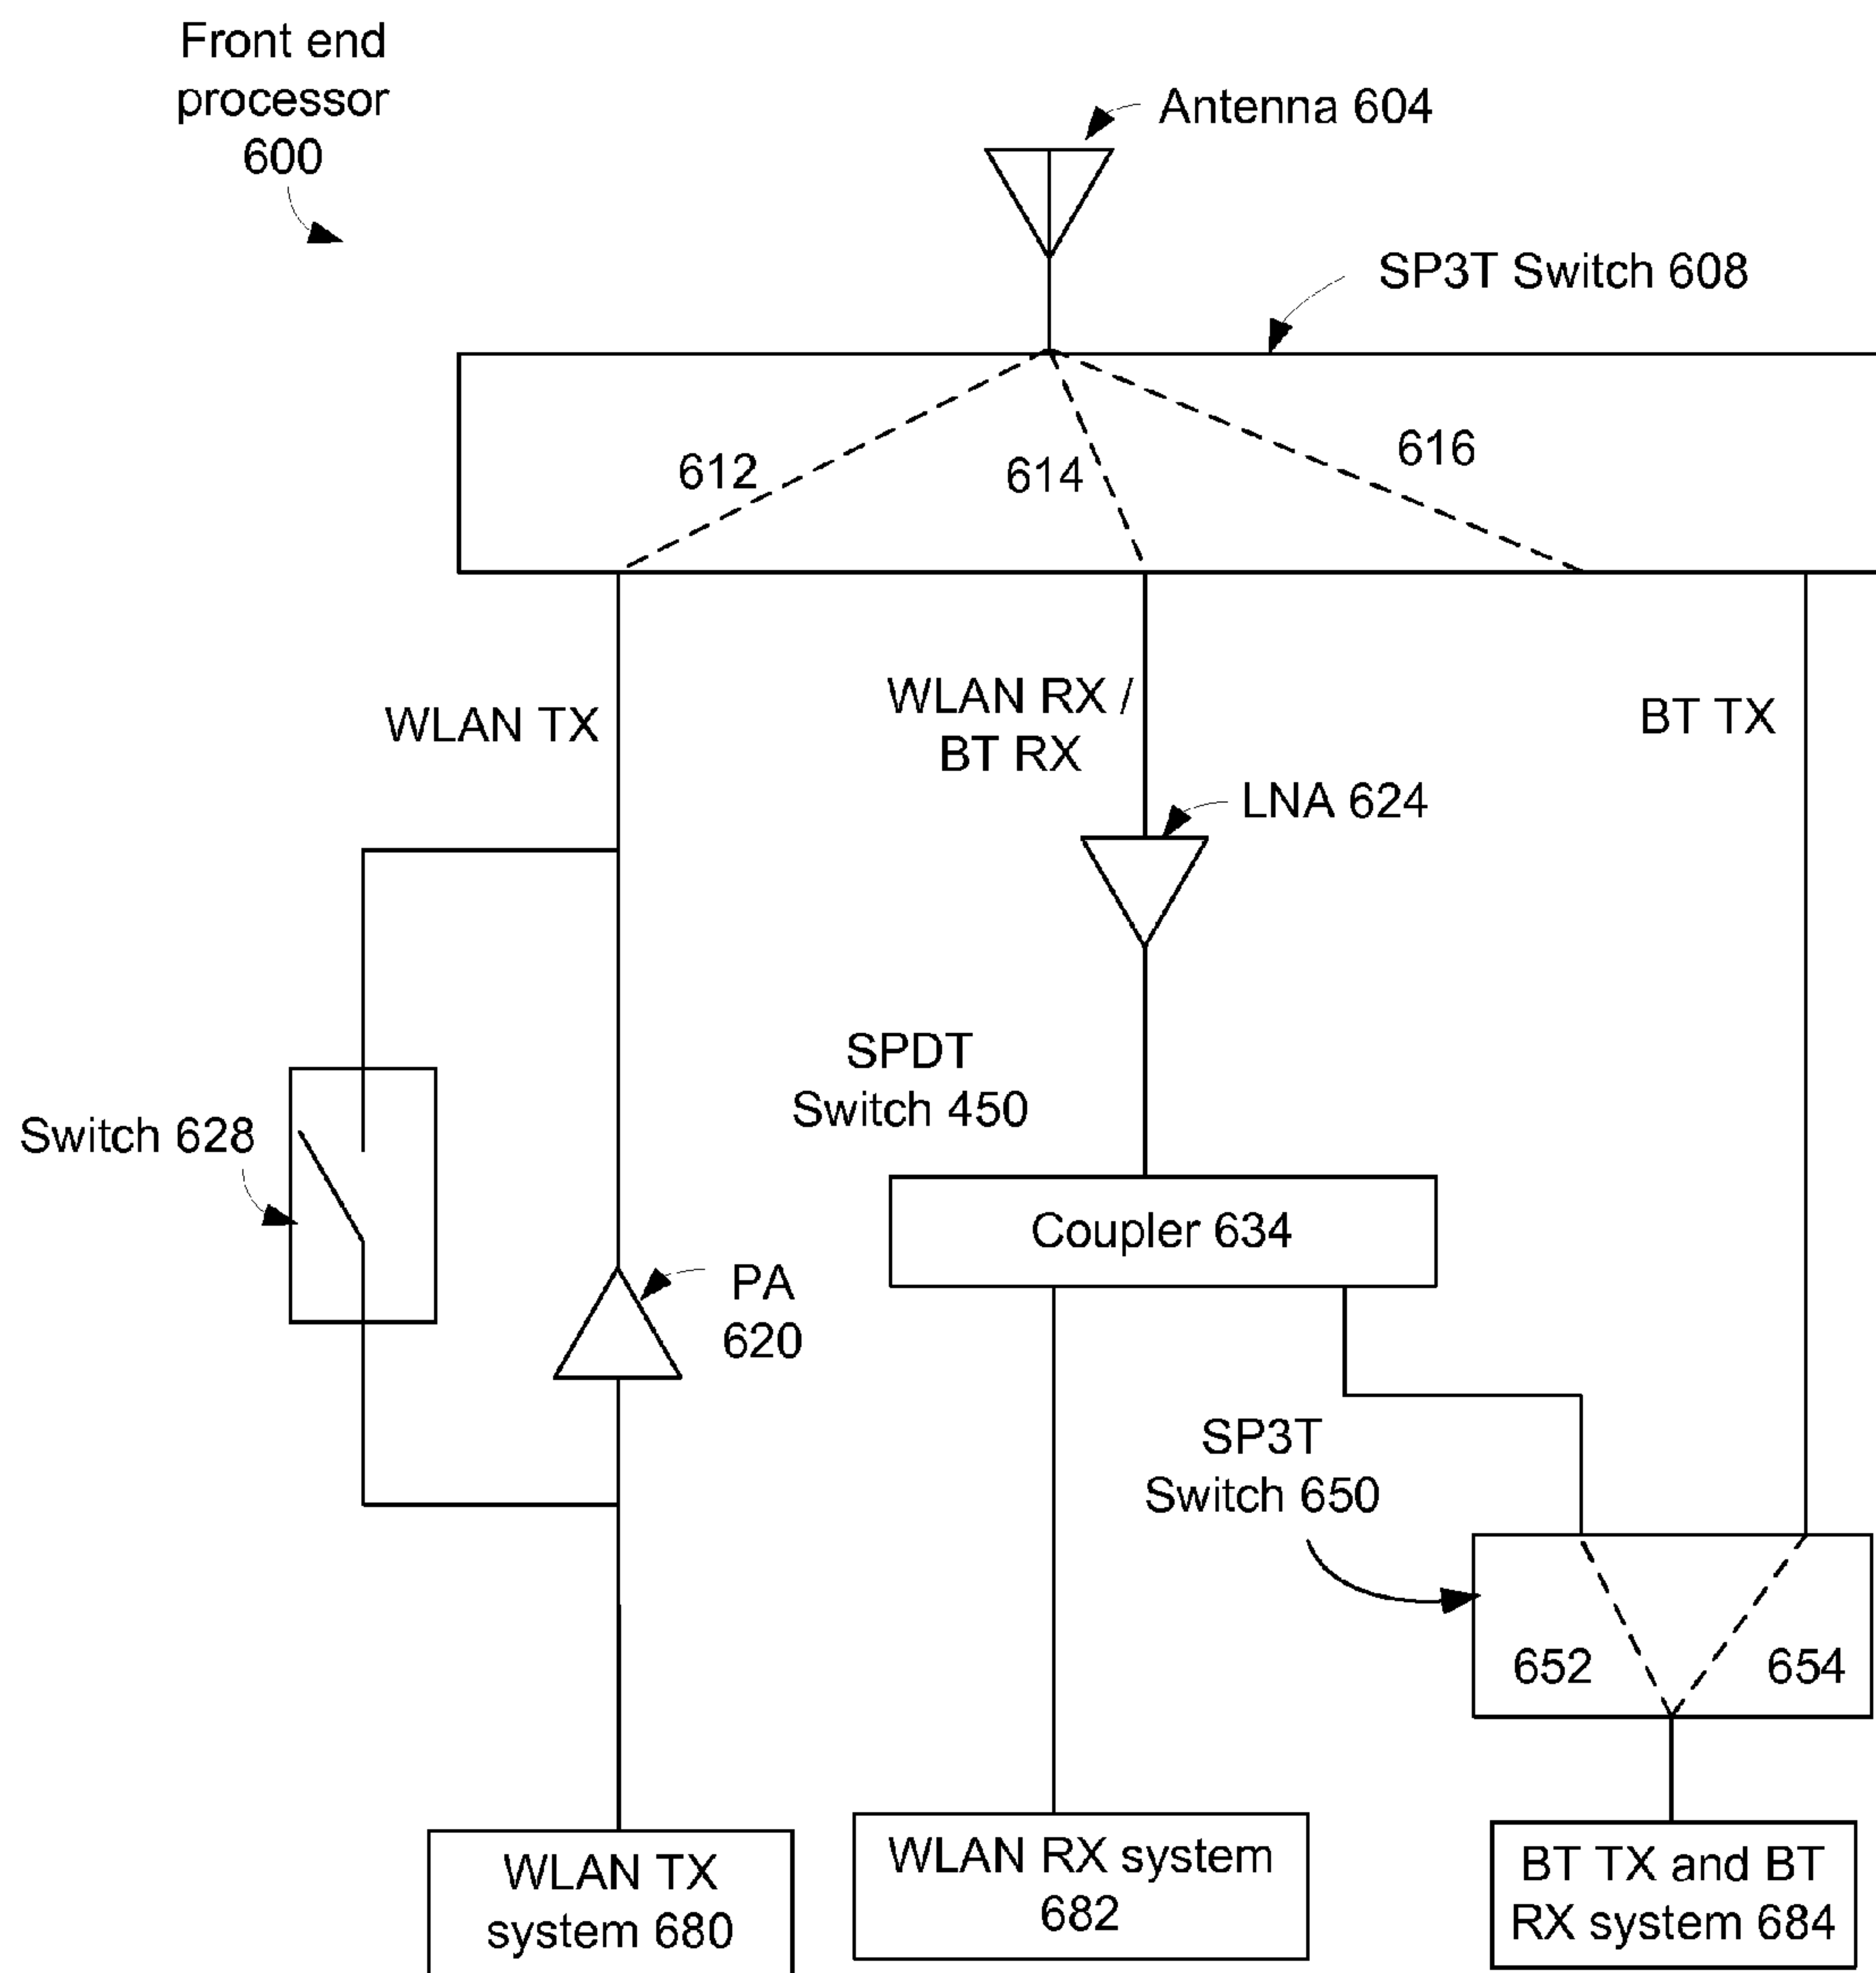 Front end
processor
600
Antenna 604
SP3T Switch 608
612
614
616
WLAN TX
WLAN RX /
BT RX
BT TX
LNA 624
SPDT
Switch 450
Switch 628
Coupler 634
PA
620
SP3T
Switch 650
652
654
WLAN TX
system 680
WLAN RX system
682
BT TX and BT
RX system 684